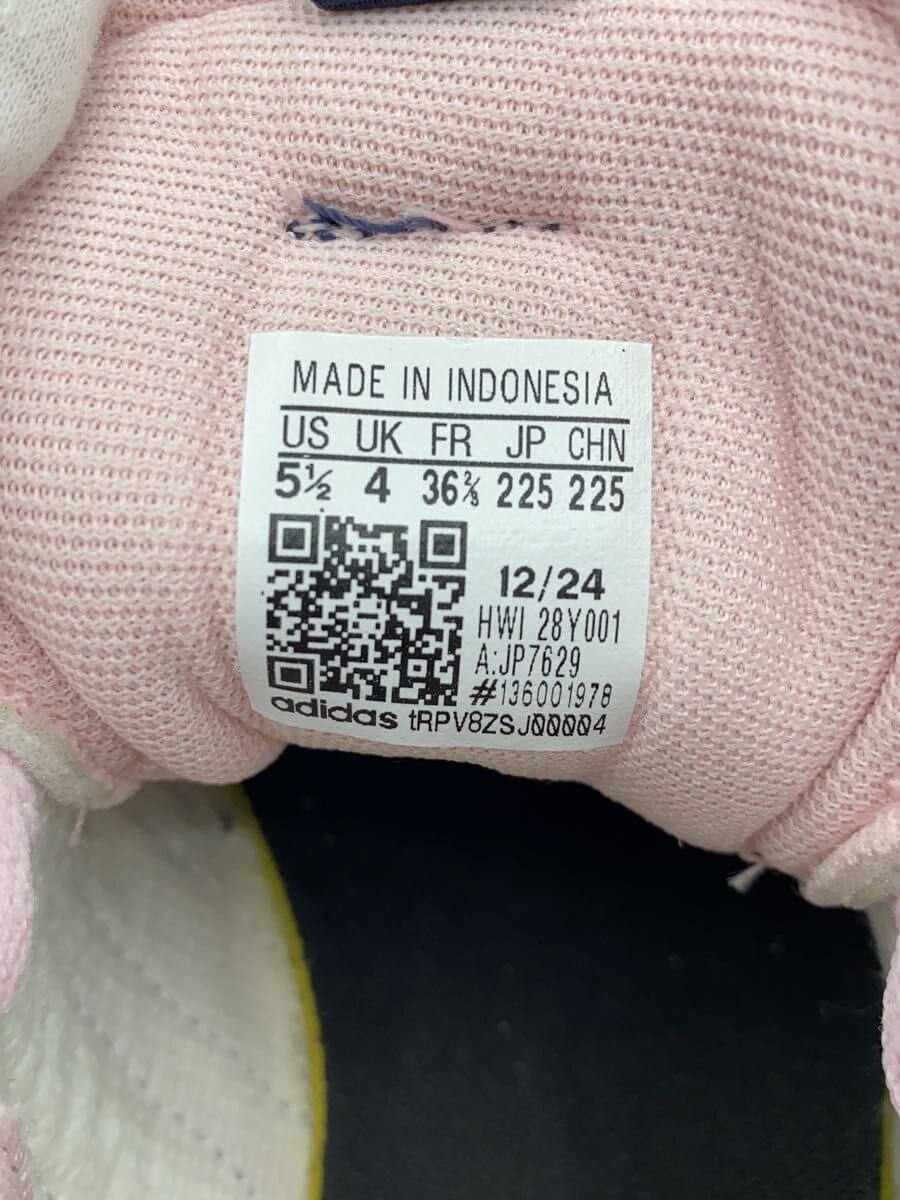 MADE IN INDONESIA
US UK FR JP CHN
5½ 4 36⅔ 225 225
12/24
HWI 28Y001
A:JP7629
#136001978
adidas tRPV8ZSJ00004